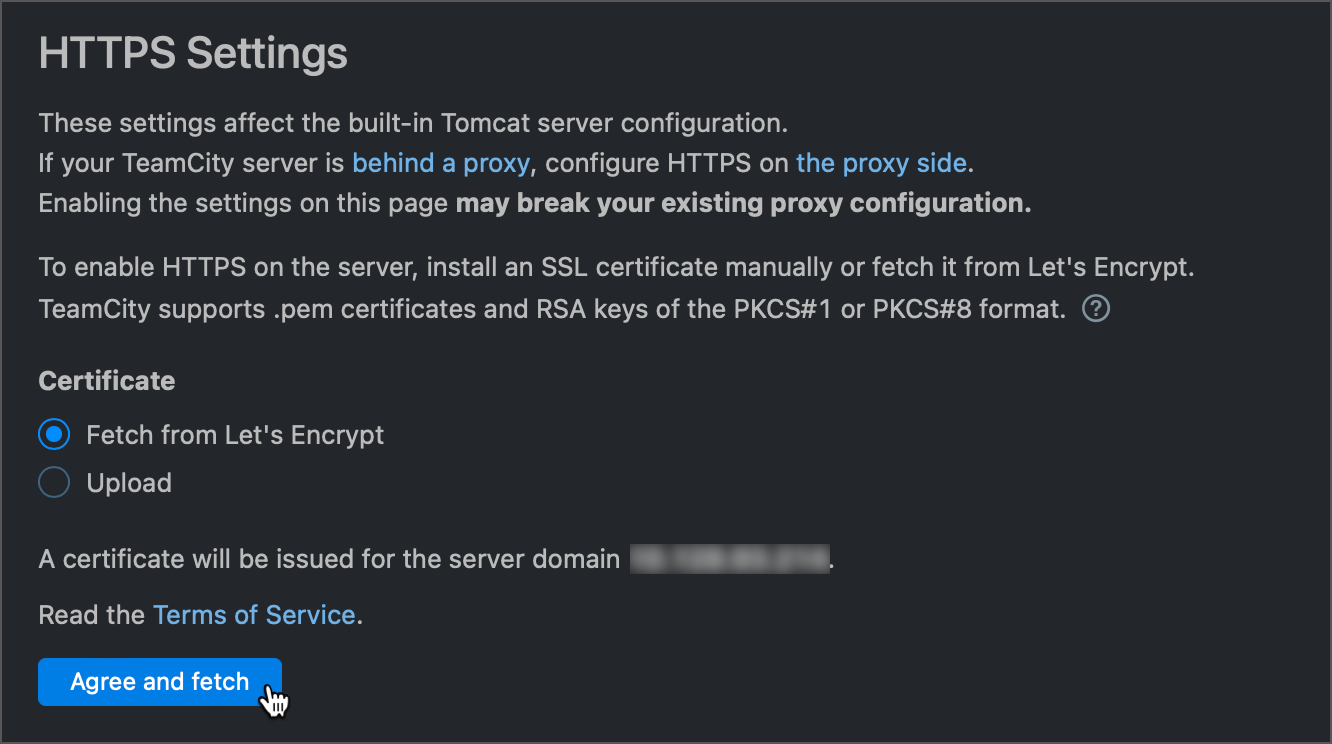 HTTPS Settings
These settings affect the built-in Tomcat server configuration.
If your TeamCity server is behind a proxy, configure HTTPS on the proxy side.
Enabling the settings on this page may break your existing proxy configuration.
To enable HTTPS on the server, install an SSL certificate manually or fetch it from Let's Encrypt.
TeamCity supports .pem certificates and RSA keys of the PKCS#1 or PKCS#8 format. ?
Certificate
Fetch from Let's Encrypt
Upload
A certificate will be issued for the server domain .
Read the Terms of Service.
Agree and fetch